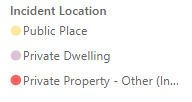 Incident Location
Public Place
Private Dwelling
Private Property - Other (In...